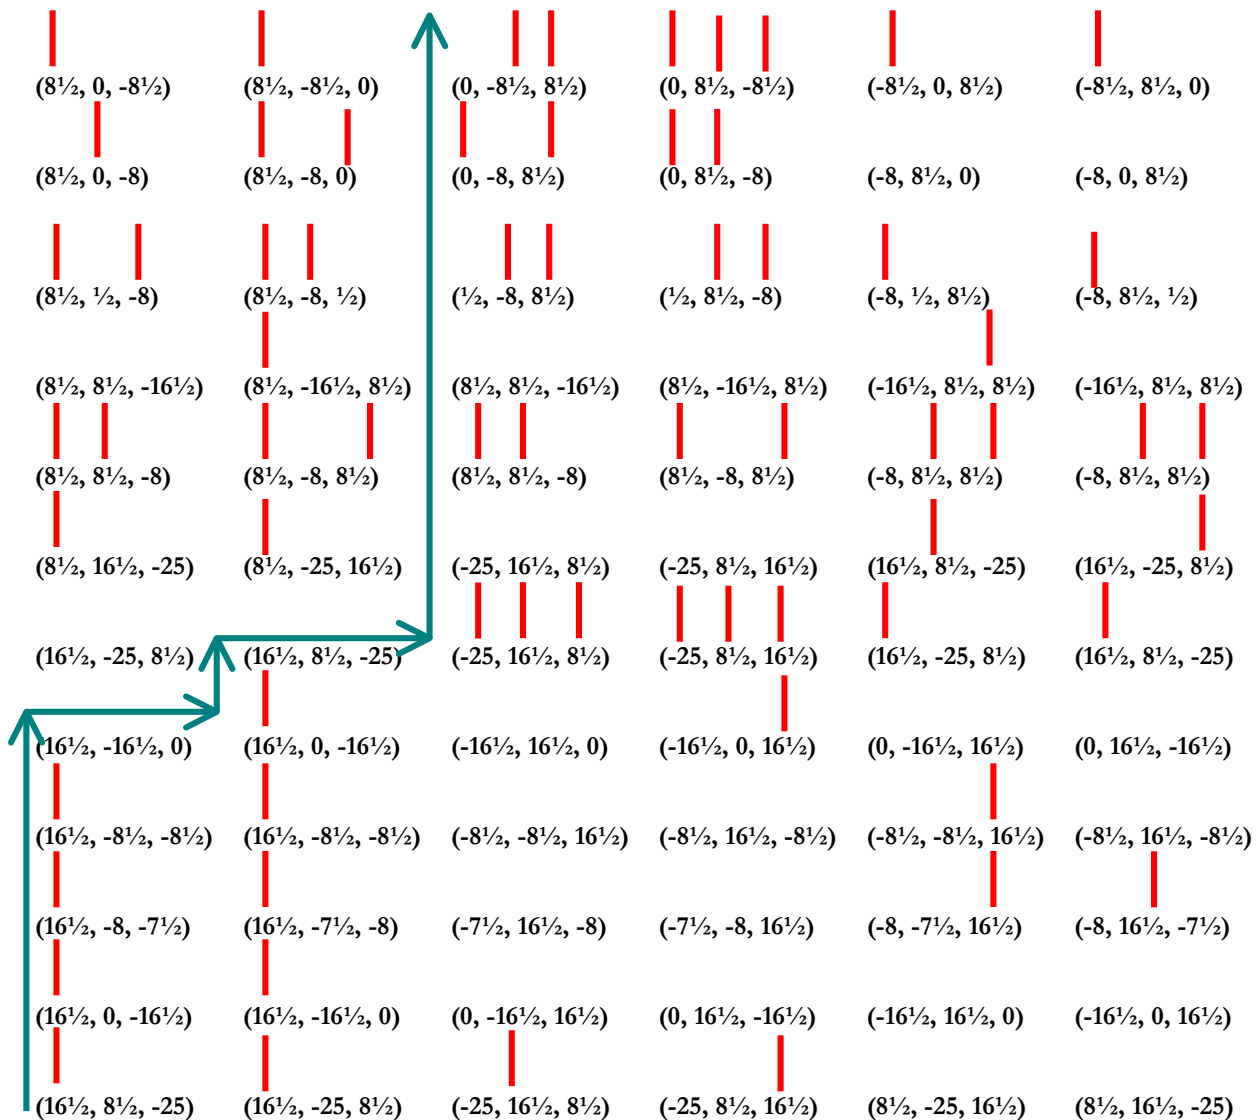 (8½, 0, -8½) (8½, -8½, 0) (0, -8½, 8½) (0, 8½, -8½) (-8½, 0, 8½) (-8½, 8½, 0)
(8½, 0, -8) (8½, -8, 0) (0, -8, 8½) (0, 8½, -8) (-8, 8½, 0) (-8, 0, 8½)
(8½, ½, -8) (8½, -8, ½) (½, -8, 8½) (½, 8½, -8) (-8, ½, 8½) (-8, 8½, ½)
(8½, 8½, -16½) (8½, -16½, 8½) (8½, 8½, -16½) (8½, -16½, 8½) (-16½, 8½, 8½) (-16½, 8½, 8½)
(8½, 8½, -8) (8½, -8, 8½) (8½, 8½, -8) (8½, -8, 8½) (-8, 8½, 8½) (-8, 8½, 8½)
(8½, 16½, -25) (8½, -25, 16½) (-25, 16½, 8½) (-25, 8½, 16½) (16½, 8½, -25) (16½, -25, 8½)
(16½, -25, 8½) (16½, 8½, -25) (-25, 16½, 8½) (-25, 8½, 16½) (16½, -25, 8½) (16½, 8½, -25)
(16½, -16½, 0) (16½, 0, -16½) (-16½, 16½, 0) (-16½, 0, 16½) (0, -16½, 16½) (0, 16½, -16½)
(16½, -8½, -8½) (16½, -8½, -8½) (-8½, -8½, 16½) (-8½, 16½, -8½) (-8½, -8½, 16½) (-8½, 16½, -8½)
(16½, -8, -7½) (16½, -7½, -8) (-7½, 16½, -8) (-7½, -8, 16½) (-8, -7½, 16½) (-8, 16½, -7½)
(16½, 0, -16½) (16½, -16½, 0) (0, -16½, 16½) (0, 16½, -16½) (-16½, 16½, 0) (-16½, 0, 16½)
(16½, 8½, -25) (16½, -25, 8½) (-25, 16½, 8½) (-25, 8½, 16½) (8½, -25, 16½) (8½, 16½, -25)